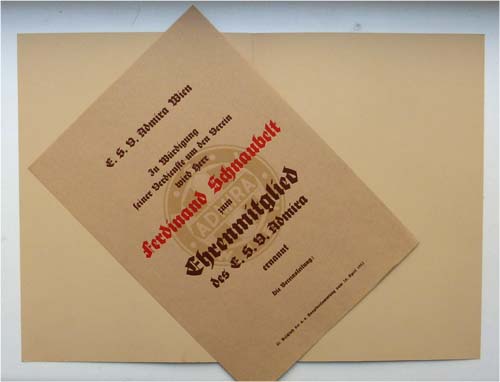 E. S. V. Admira Wien
In Würdigung
seiner Verdienste um den Verein
wird Herr
Ferdinand Schnaubelt
zum
Ehrenmitglied
des E. S. V. Admira
ernannt
Die Vereinsleitung:
ADMIRA